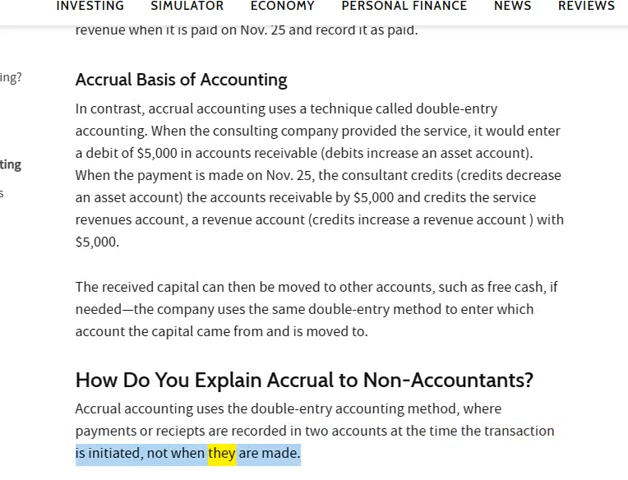 INVESTING SIMULATOR ECONOMY PERSONAL FINANCE NEWS REVIEWS
revenue when it is paid on Nov. 25 and record it as paid.
ing?
Accrual Basis of Accounting
In contrast, accrual accounting uses a technique called double-entry
accounting. When the consulting company provided the service, it would enter
a debit of $5,000 in accounts receivable (debits increase an asset account).
ting
When the payment is made on Nov. 25, the consultant credits (credits decrease
s
an asset account) the accounts receivable by $5,000 and credits the service
revenues account, a revenue account (credits increase a revenue account ) with
$5,000.
The received capital can then be moved to other accounts, such as free cash, if
needed—the company uses the same double-entry method to enter which
account the capital came from and is moved to.
How Do You Explain Accrual to Non-Accountants?
Accrual accounting uses the double-entry accounting method, where
payments or reciepts are recorded in two accounts at the time the transaction
is initiated, not when they are made.